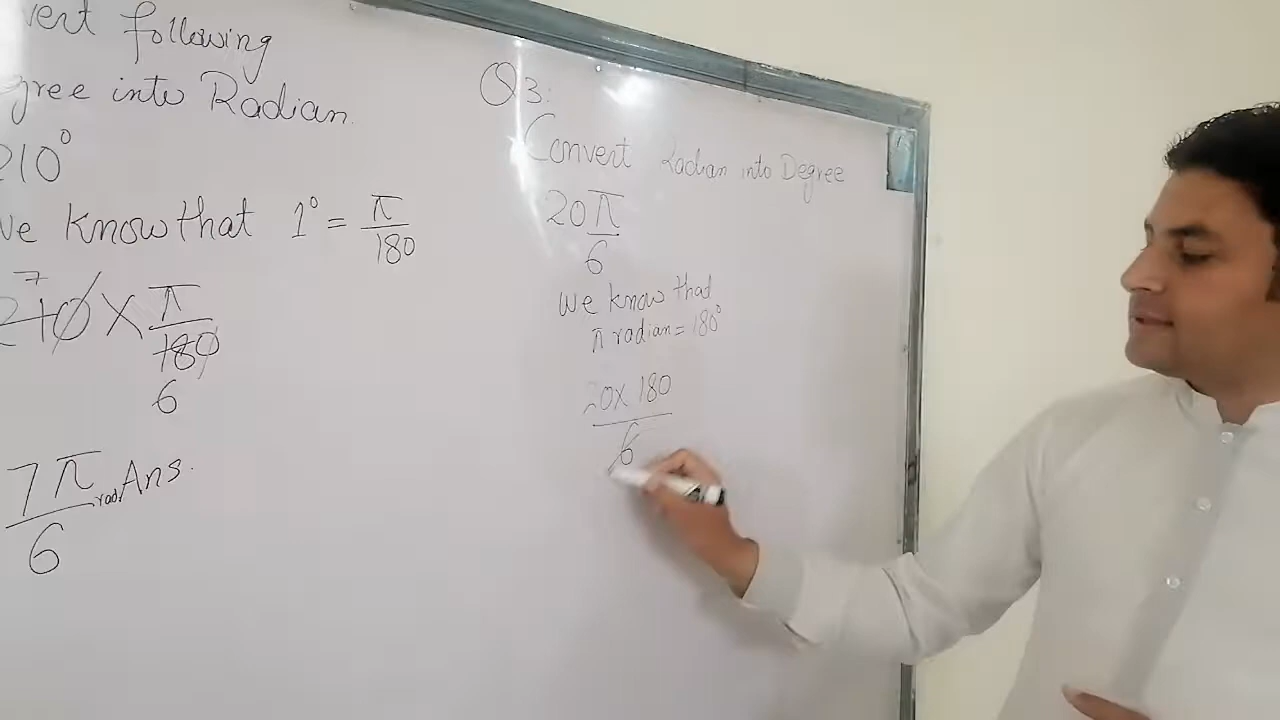 vert following
gree into Radian.
210°
We know that 1° = π/180
7
210 × π/180
6
7π/6 rad Ans.
Q3:
Convert Radian into Degree
20π/6
We know that
π radian = 180°
20 × 180
6